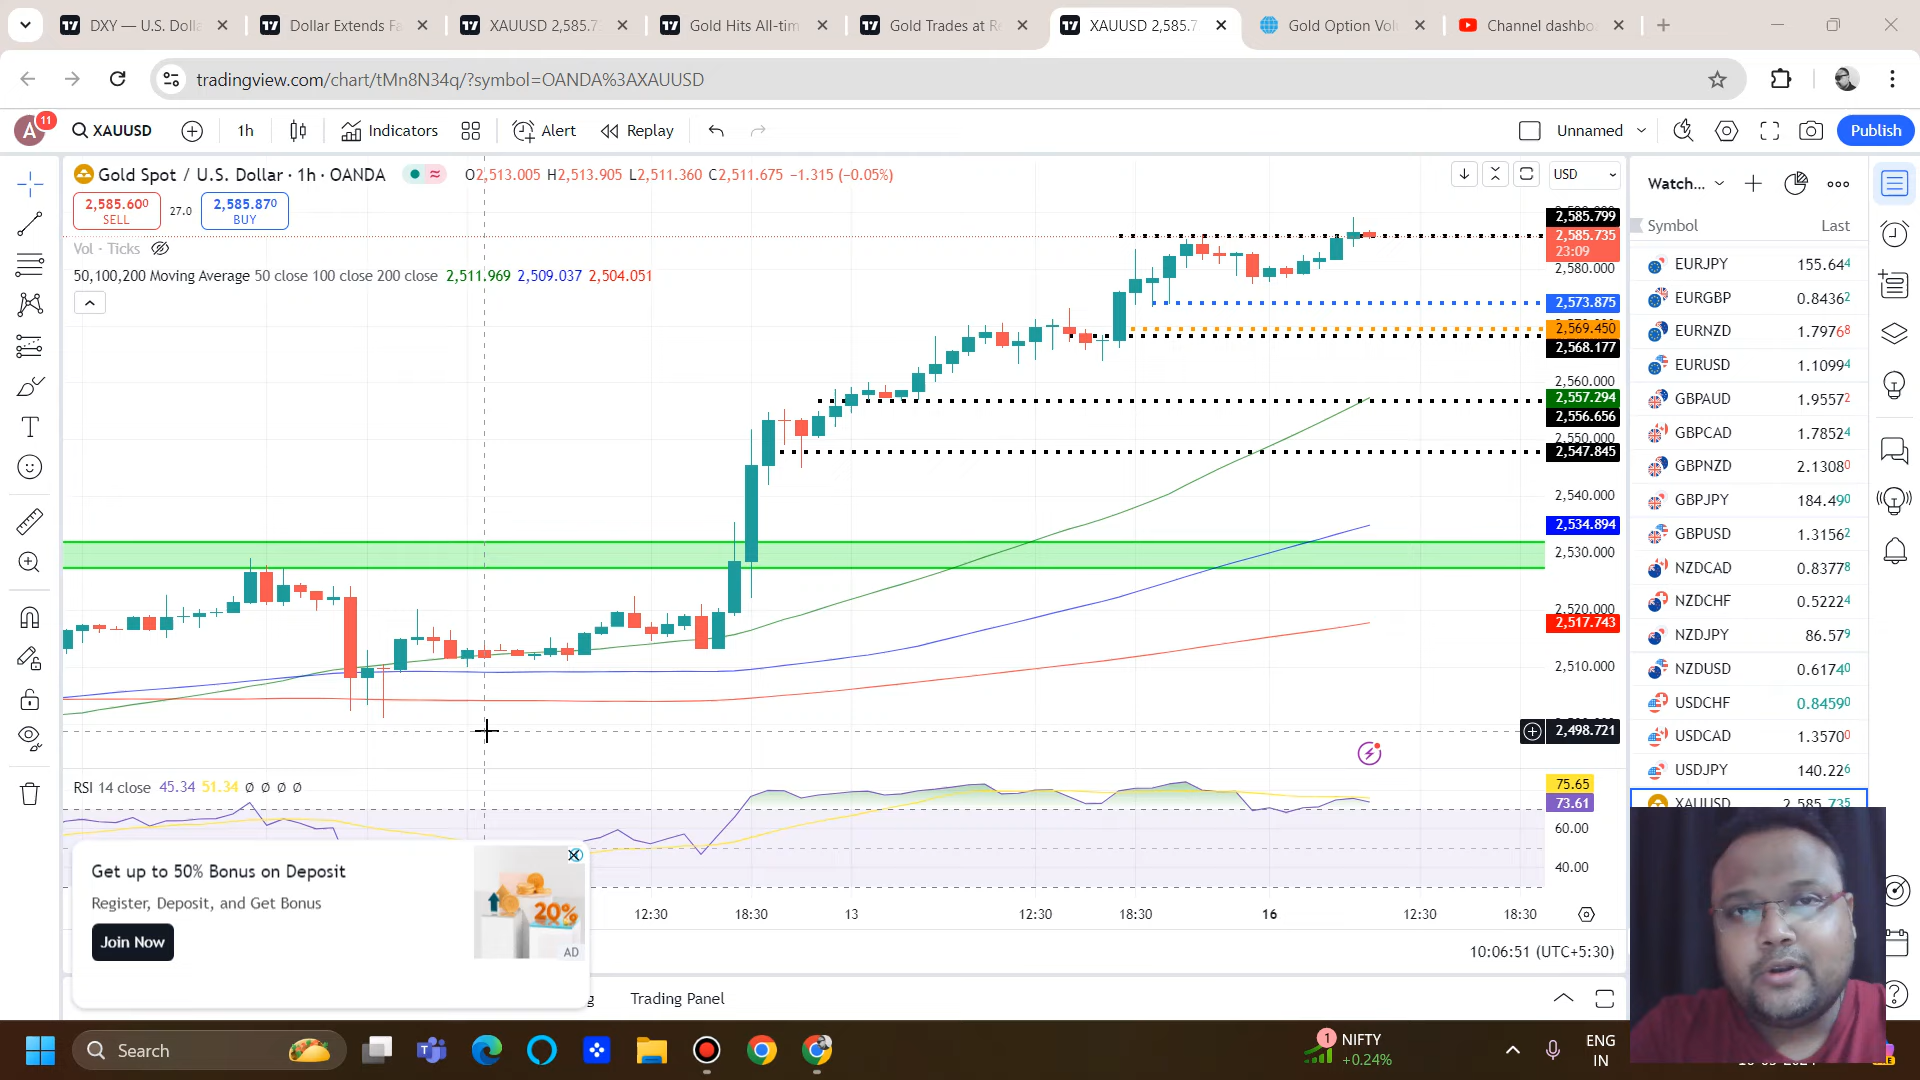 DXY — U.S. Dolla
Dollar Extends Fa
XAUUSD 2,585.7
Gold Hits All-tim
Gold Trades at R
XAUUSD 2,585.7
Gold Option Vol
Channel dashbo
tradingview.com/chart/tMn8N34q/?symbol=OANDA%3AXAUUSD
A 11
XAUUSD
1h
Indicators
Alert
Replay
Unnamed
Publish
Gold Spot / U.S. Dollar · 1h · OANDA
O2,513.005 H2,513.905 L2,511.360 C2,511.675 −1.315 (−0.05%)
USD
2,585.600
SELL
27.0
2,585.870
BUY
Vol · Ticks
50,100,200 Moving Average 50 close 100 close 200 close 2,511.969 2,509.037 2,504.051
2,585.799
2,585.735
23:09
2,580.000
2,573.875
2,569.450
2,568.177
2,560.000
2,557.294
2,556.656
2,550.000
2,547.845
2,540.000
2,534.894
2,530.000
2,520.000
2,517.743
2,510.000
2,498.721
RSI 14 close 45.34 51.34 ∅ ∅ ∅ ∅
75.65
73.61
60.00
40.00
Get up to 50% Bonus on Deposit
Register, Deposit, and Get Bonus
Join Now
20%
AD
12:30
18:30
13
12:30
18:30
16
12:30
18:30
10:06:51 (UTC+5:30)
Trading Panel
Watch...
Symbol Last
EURJPY 155.644
EURGBP 0.84362
EURNZD 1.79768
EURUSD 1.10994
GBPAUD 1.95572
GBPCAD 1.78524
GBPNZD 2.13080
GBPJPY 184.490
GBPUSD 1.31562
NZDCAD 0.83778
NZDCHF 0.52224
NZDJPY 86.579
NZDUSD 0.61740
USDCHF 0.84590
USDCAD 1.35700
USDJPY 140.226
XAUUSD 2,585.735
Search
1
NIFTY
+0.24%
ENG
IN